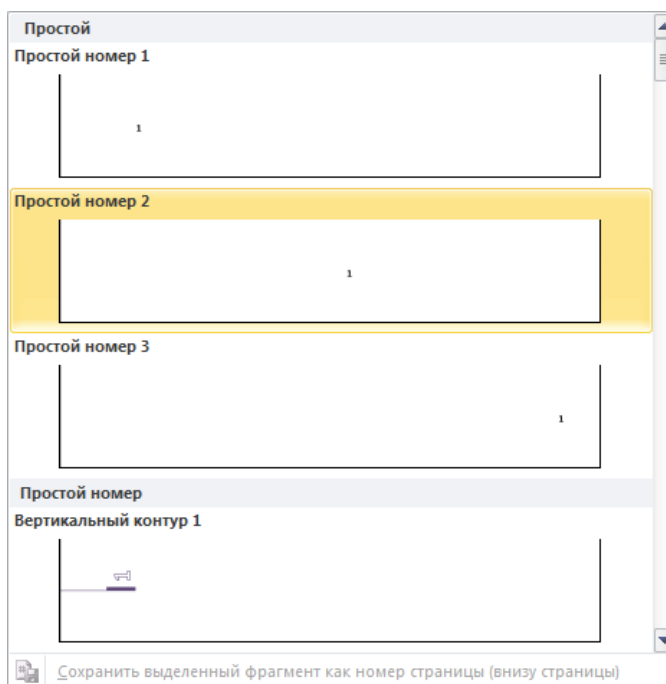 Простой
Простой номер 1
1
Простой номер 2
1
Простой номер 3
1
Простой номер
Вертикальный контур 1
Сохранить выделенный фрагмент как номер страницы (внизу страницы)